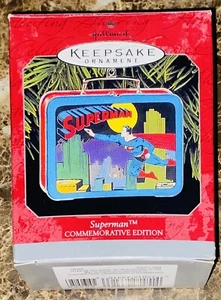 Hallmark
KEEPSAKE
ORNAMENT
SUPERMAN
Superman™
COMMEMORATIVE EDITION